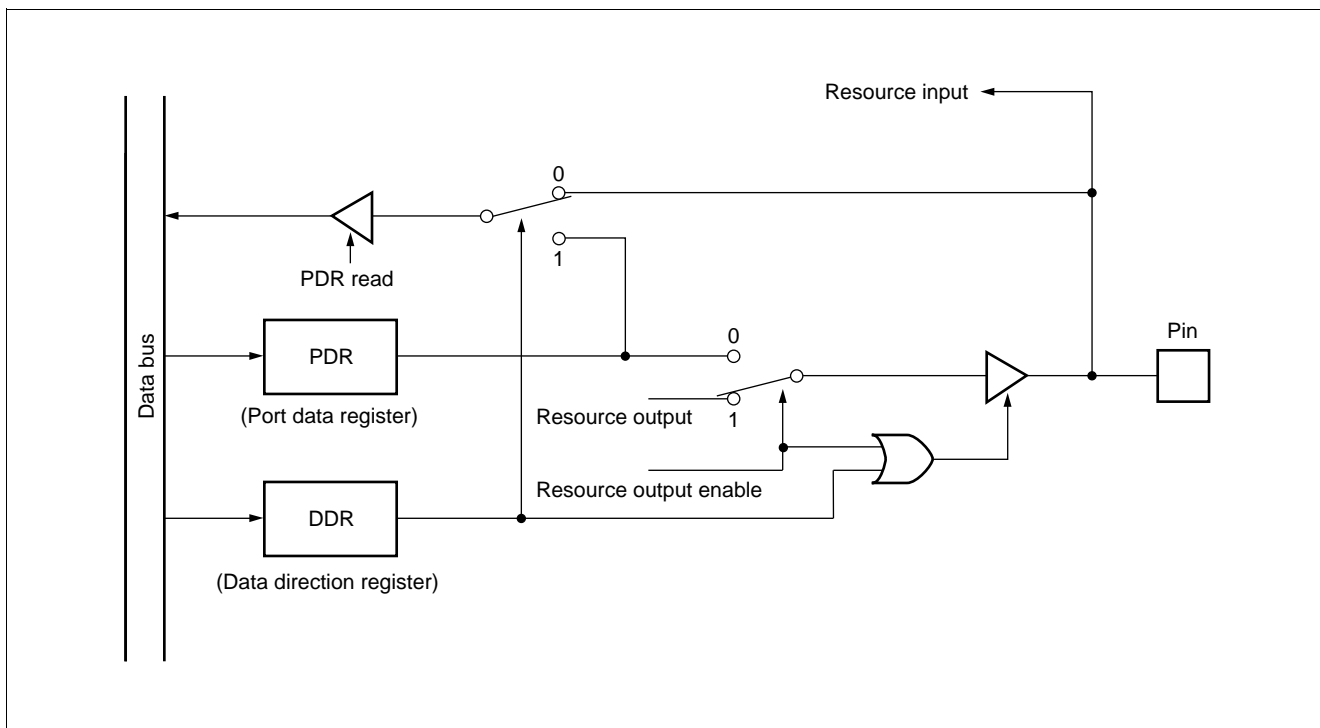 Resource input
0
1
PDR read
Data bus
PDR
(Port data register)
0
Pin
Resource output
1
Resource output enable
DDR
(Data direction register)